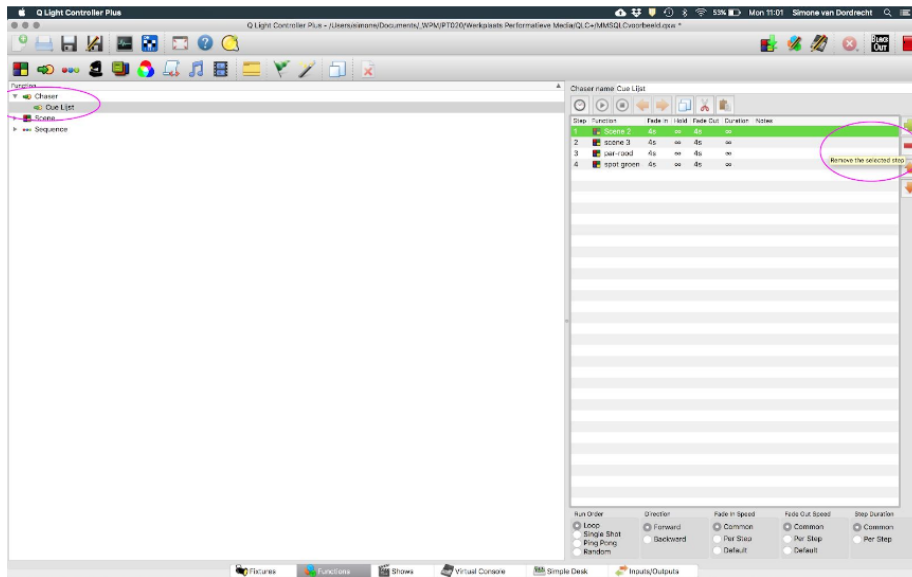 Q Light Controller Plus
53% Mon 11:01 Simone van Dordrecht
Q Light Controller Plus - /Users/simone/Documents/_WPM/PT020/Werkplaats Performatieve Media/QLC+/MMSQLCvoorbeeld.qxw *
BLACK OUT
Function
Chaser
Cue Lijst
Scene
Sequence
Chaser name Cue Lijst
Step Function Fade In Hold Fade Out Duration Notes
1 Scene 2 4s ∞ 4s ∞
2 scene 3 4s ∞ 4s ∞
3 par-rood 4s ∞ 4s ∞
4 spot groen 4s ∞ 4s ∞
Remove the selected step
Run Order Direction Fade In Speed Fade Out Speed Step Duration
Loop Forward Common Common Common
Single Shot Backward Per Step Per Step Per Step
Ping Pong Default Default
Random
Fixtures Functions Shows Virtual Console Simple Desk Inputs/Outputs